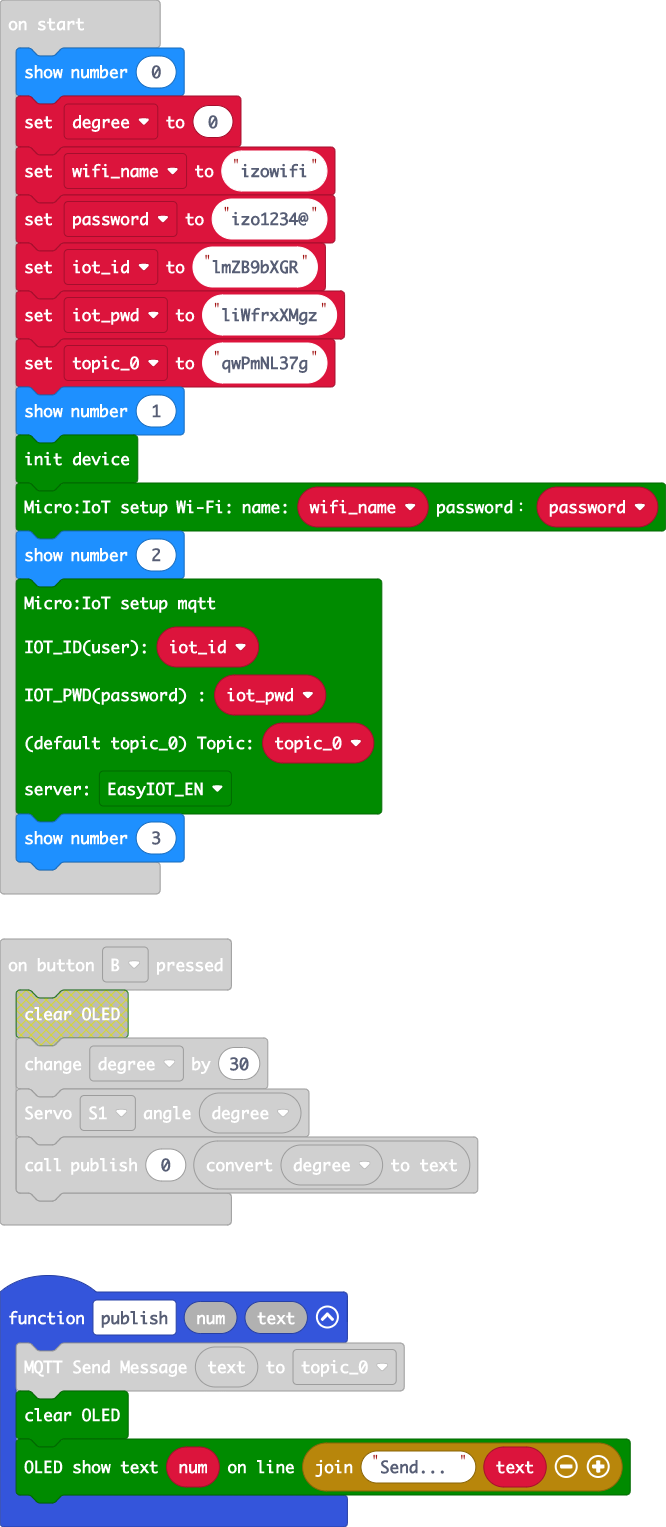 on start
show number 0
set degree to 0
set wifi_name to "izowifi"
set password to "izo1234@"
set iot_id to "lmZB9bXGR"
set iot_pwd to "liWfrxXMgz"
set topic_0 to "qwPmNL37g"
show number 1
init device
Micro:IoT setup Wi-Fi: name: wifi_name password： password
show number 2
Micro:IoT setup mqtt
IOT_ID(user): iot_id
IOT_PWD(password) : iot_pwd
(default topic_0) Topic: topic_0
server: EasyIOT_EN
show number 3
on button B pressed
clear OLED
change degree by 30
Servo S1 angle degree
call publish 0 convert degree to text
function publish num text
MQTT Send Message text to topic_0
clear OLED
OLED show text num on line join "Send... " text